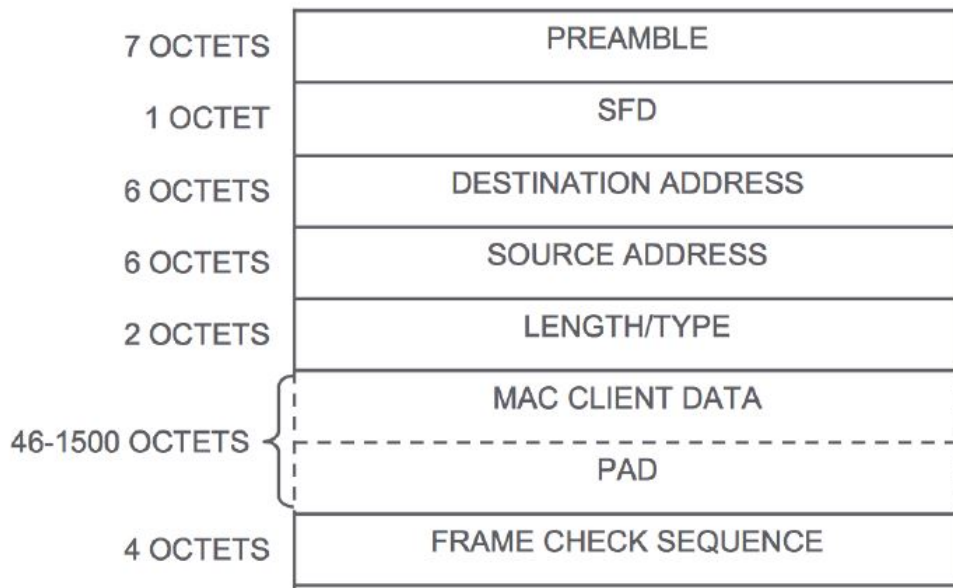 7 OCTETS PREAMBLE
1 OCTET SFD
6 OCTETS DESTINATION ADDRESS
6 OCTETS SOURCE ADDRESS
2 OCTETS LENGTH/TYPE
MAC CLIENT DATA
46-1500 OCTETS
PAD
4 OCTETS FRAME CHECK SEQUENCE